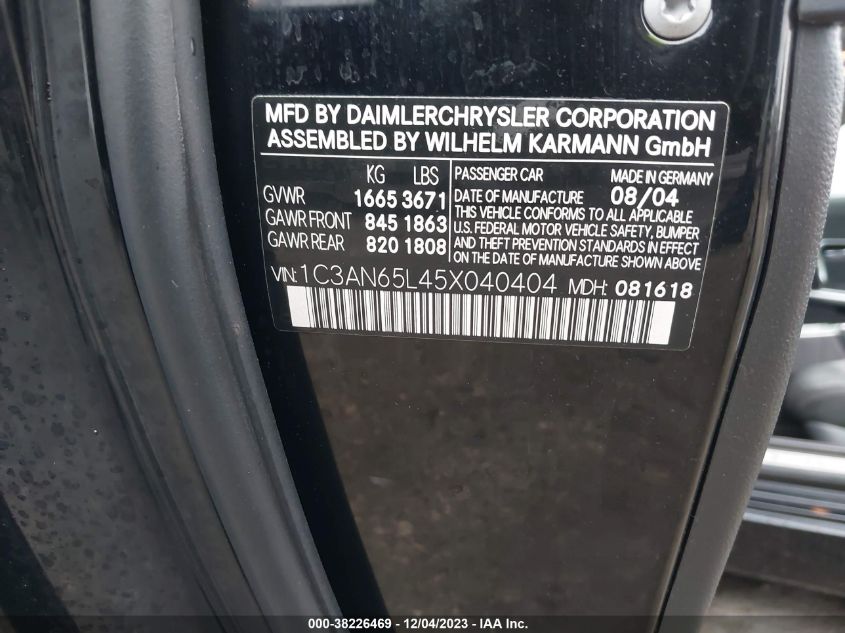 MFD BY DAIMLERCHRYSLER CORPORATION
ASSEMBLED BY WILHELM KARMANN GmbH
KG LBS
GVWR 1665 3671
GAWR FRONT 845 1863
GAWR REAR 820 1808
PASSENGER CAR MADE IN GERMANY
DATE OF MANUFACTURE 08/04
THIS VEHICLE CONFORMS TO ALL APPLICABLE
U.S. FEDERAL MOTOR VEHICLE SAFETY, BUMPER
AND THEFT PREVENTION STANDARDS IN EFFECT
ON THE DATE OF MANUFACTURE SHOWN ABOVE
VIN: 1C3AN65L45X040404 MDH: 081618
000-38226469 - 12/04/2023 - IAA Inc.